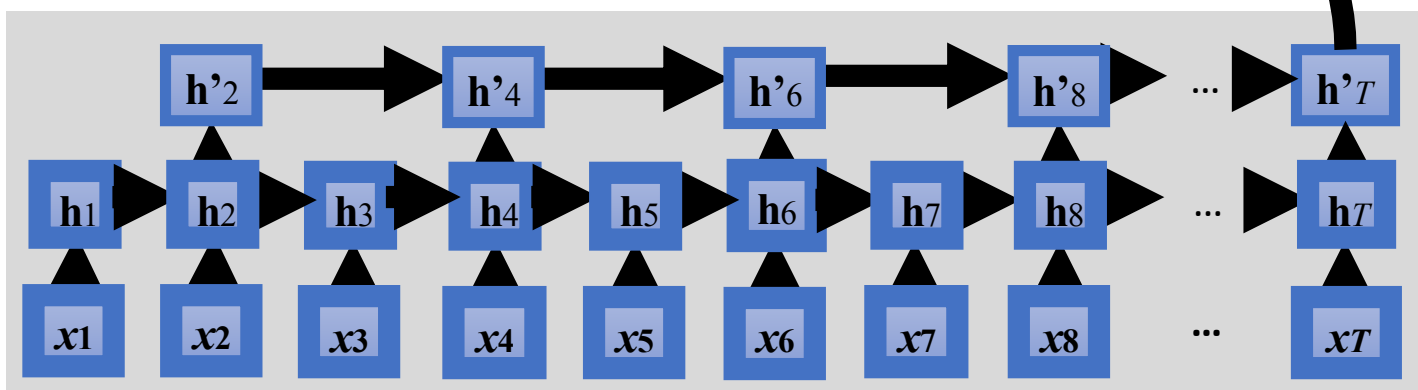 h'2 h'4 h'6 h'8 ... h'T
h1 h2 h3 h4 h5 h6 h7 h8 ... hT
x1 x2 x3 x4 x5 x6 x7 x8 ... xT